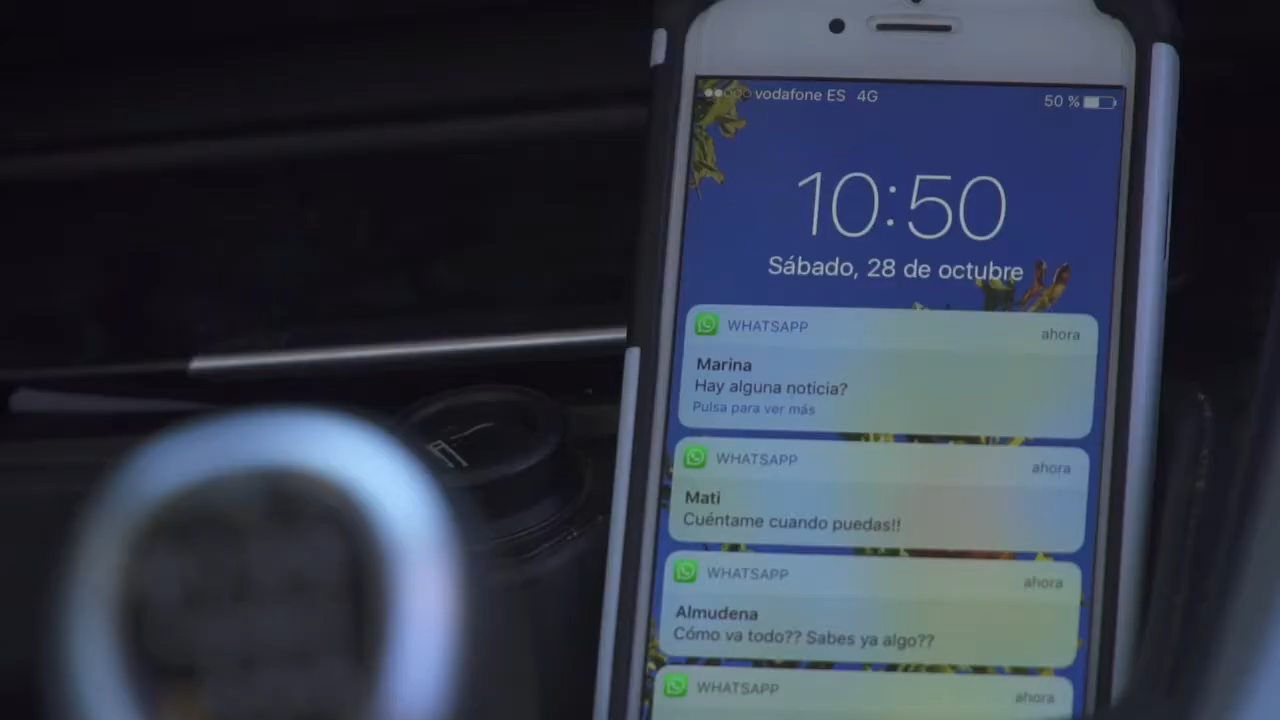 vodafone ES 4G 50 %
10:50
Sábado, 28 de octubre
WHATSAPP ahora
Marina
Hay alguna noticia?
Pulsa para ver más
WHATSAPP ahora
Mati
Cuéntame cuando puedas!!
WHATSAPP ahora
Almudena
Cómo va todo?? Sabes ya algo??
WHATSAPP ahora